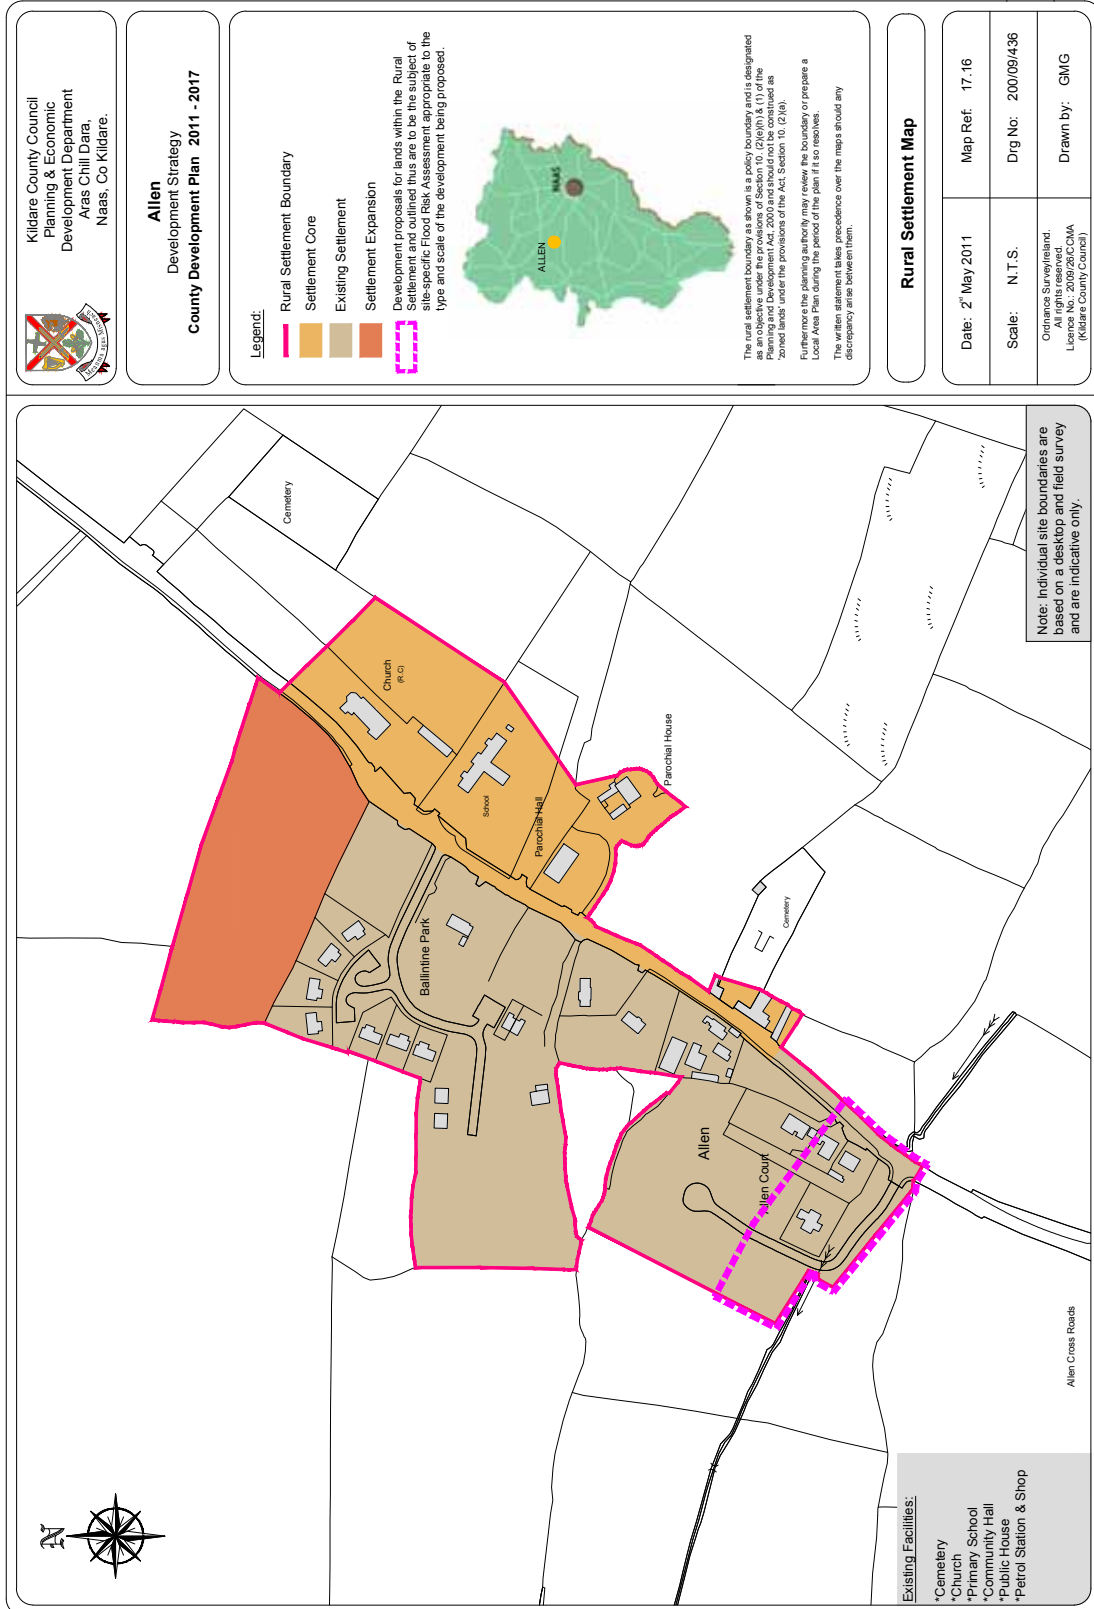 Kildare County Council
Planning & Economic
Development Department
Aras Chill Dara,
Naas, Co Kildare.
Allen
Development Strategy
County Development Plan 2011 - 2017
Legend:
Rural Settlement Boundary
Settlement Core
Existing Settlement
Settlement Expansion
Development proposals for lands within the Rural
Settlement and outlined thus are to be the subject of
site-specific Flood Risk Assessment appropriate to the
type and scale of the development being proposed.
ALLEN
NAAS
The rural settlement boundary as shown is a policy boundary and is designated
as an objective under the provisions of Section 10, (2)(e)(h) & (1) of the
Planning and Development Act, 2000 and should not be construed as
'zoned lands' under the provisions of the Act, Section 10. (2)(a).
Furthermore the planning authority may review the boundary or prepare a
Local Area Plan during the period of the plan if it so resolves.
The written statement takes precedence over the maps should any
discrepancy arise between them.
Rural Settlement Map
Date: 2nd May 2011
Map Ref: 17.16
Scale: N.T.S.
Drg No: 200/09/436
Ordnance Survey Ireland.
All rights reserved.
Licence No.: 2009/26/CCMA
(Kildare County Council)
Drawn by: GMG
N
Cemetery
Church
(R.C)
School
Parochial Hall
Parochial House
Ballintine Park
Cemetery
Allen
Allen Court
Allen Cross Roads
Existing Facilities:
*Cemetery
*Church
*Primary School
*Community Hall
*Public House
*Petrol Station & Shop
Note: Individual site boundaries are
based on a desktop and field survey
and are indicative only.